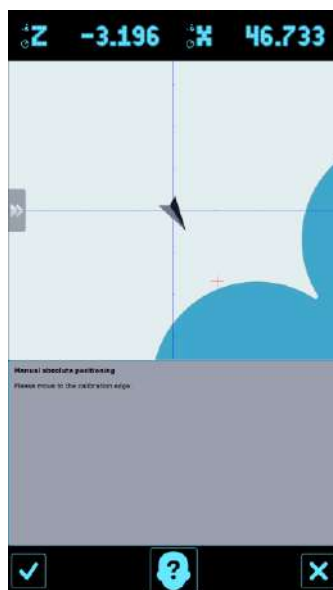 Z -3.196 X 46.733
Manual absolute positioning
Please move to the calibration edge
?